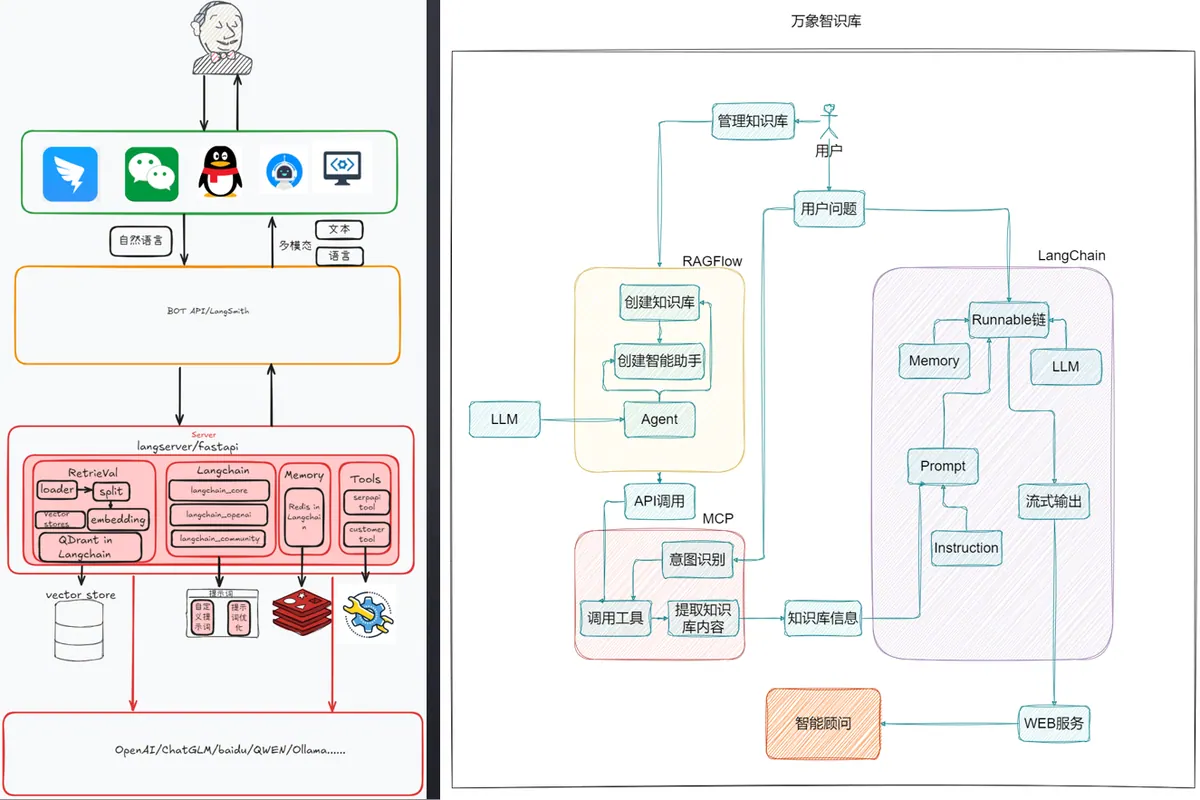 自然语言
多模态
文本
语言
BOT API/LangSmith
Server
langserver/fastapi
RetrieVal
loader
split
vector
stores
embedding
QDrant in
Langchain
Langchain
langchain_core
langchain_openai
langchain_community
Memory
Redis in
Langchai
n
Tools
serpapi
tool
customer
tool
vector store
提示词
自定
义提
示词
提示
词优
化
OpenAI/ChatGLM/baidu/QWEN/Ollama......
万象智识库
管理知识库
用户
用户问题
RAGFlow
创建知识库
创建智能助手
LLM
Agent
API调用
MCP
意图识别
调用工具
提取知识
库内容
知识库信息
LangChain
Runnable链
Memory
LLM
Prompt
流式输出
Instruction
智能顾问
WEB服务